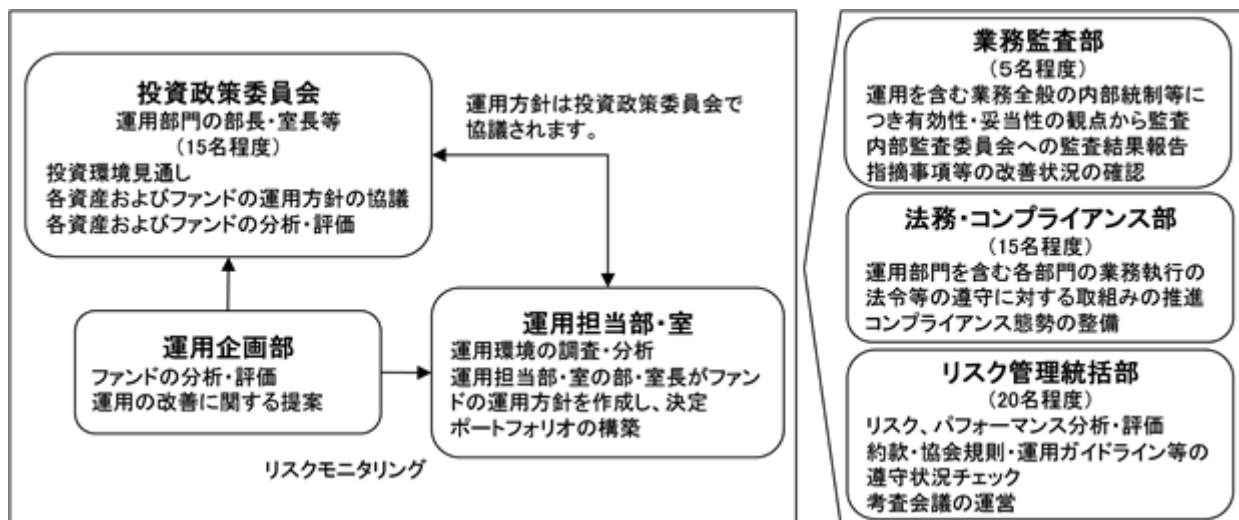 投資政策委員会
運用部門の部長・室長等
(15名程度)
投資環境見通し
各資産およびファンドの運用方針の協議
各資産およびファンドの分析・評価
運用方針は投資政策委員会で
協議されます。
運用企画部
ファンドの分析・評価
運用の改善に関する提案
運用担当部・室
運用環境の調査・分析
運用担当部・室の部・室長がファン
ドの運用方針を作成し、決定
ポートフォリオの構築
リスクモニタリング
業務監査部
(5名程度)
運用を含む業務全般の内部統制等に
つき有効性・妥当性の観点から監査
内部監査委員会への監査結果報告
指摘事項等の改善状況の確認
法務・コンプライアンス部
(15名程度)
運用部門を含む各部門の業務執行の
法令等の遵守に対する取組みの推進
コンプライアンス態勢の整備
リスク管理統括部
(20名程度)
リスク、パフォーマンス分析・評価
約款・協会規則・運用ガイドライン等の
遵守状況チェック
考査会議の運営